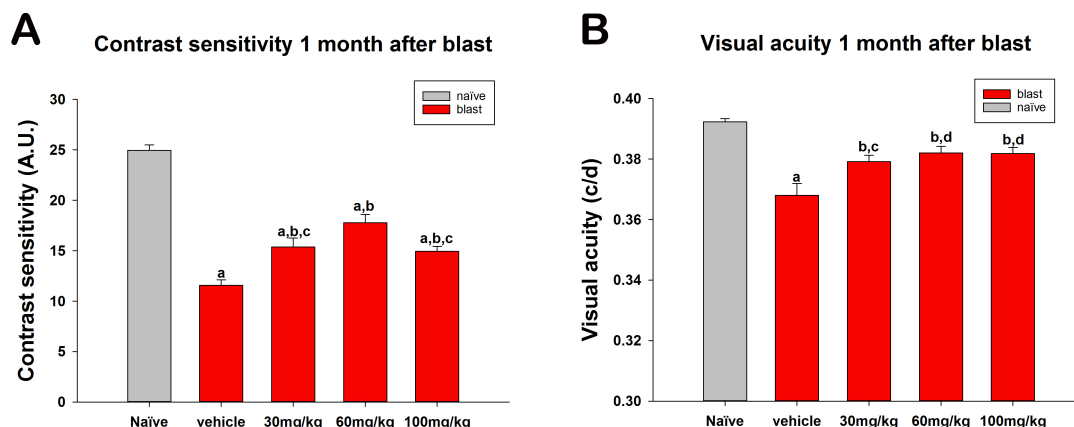 A
Contrast sensitivity 1 month after blast
naïve
blast
Contrast sensitivity (A.U.)
30
25
20
15
10
5
0
a
a,b,c
a,b
a,b,c
Naïve vehicle 30mg/kg 60mg/kg 100mg/kg
B
Visual acuity 1 month after blast
blast
naïve
Visual acuity (c/d)
0.40
0.38
0.36
0.34
0.32
0.30
a
b,c
b,d
b,d
Naïve vehicle 30mg/kg 60mg/kg 100mg/kg